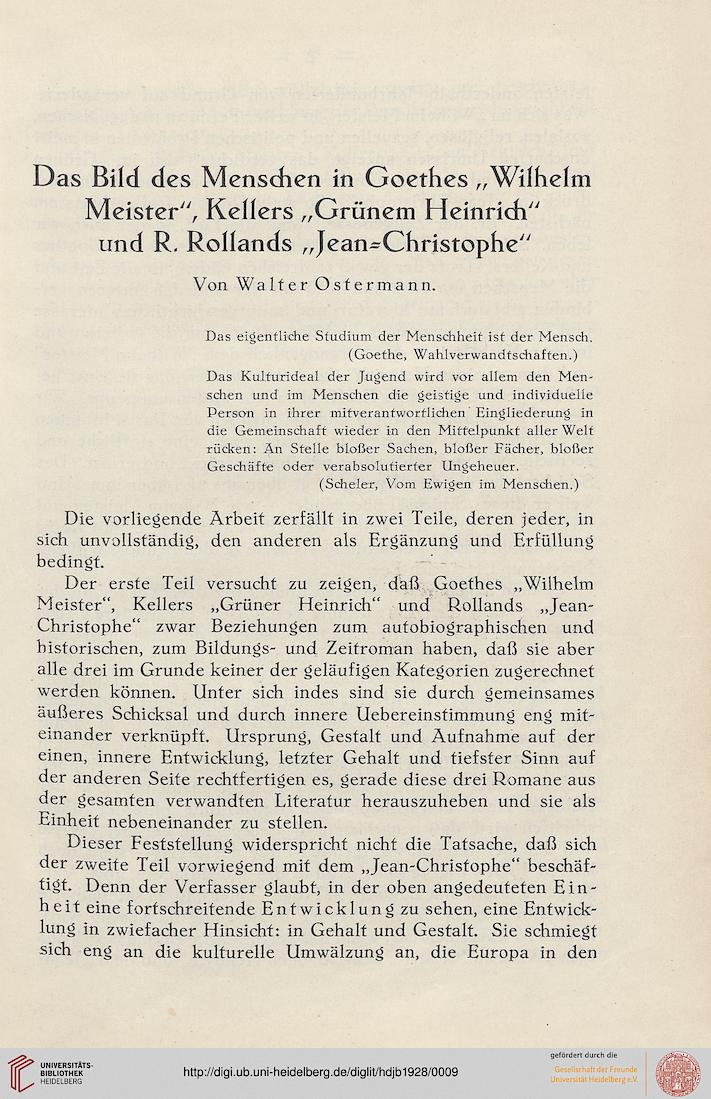 Das Bild des Menschen in Goethes „Wilhelm
Meister“, Kellers „Grünem Heinrich“
und R. Rollands „Jean-Christophe“
Von Walter Ostermann.
Das eigentliche Studium der Menschheit ist der Mensch.
(Goethe, Wahlverwandtschaften.)
Das Kulturideal der Jugend wird vor allem den Men-
schen und im Menschen die geistige und individuelle
Person in ihrer mitverantwortlichen Eingliederung in
die Gemeinschaft wieder in den Mittelpunkt aller Welt
rücken: An Stelle bloßer Sachen, bloßer Fächer, bloßer
Geschäfte oder verabsolutierter Ungeheuer.
(Scheler, Vom Ewigen im Menschen.)
Die vorliegende Arbeit zerfällt in zwei Teile, deren jeder, in
sich unvollständig, den anderen als Ergänzung und Erfüllung
bedingt.
Der erste Teil versucht zu zeigen, daß Goethes „Wilhelm
Meister“, Kellers „Grüner Heinrich“ und Rollands „Jean-
Christophe“ zwar Beziehungen zum autobiographischen und
historischen, zum Bildungs- und Zeitroman haben, daß sie aber
alle drei im Grunde keiner der geläufigen Kategorien zugerechnet
werden können. Unter sich indes sind sie durch gemeinsames
äußeres Schicksal und durch innere Uebereinstimmung eng mit-
einander verknüpft. Ursprung, Gestalt und Aufnahme auf der
einen, innere Entwicklung, letzter Gehalt und tiefster Sinn auf
der anderen Seite rechtfertigen es, gerade diese drei Romane aus
der gesamten verwandten Literatur herauszuheben und sie als
Einheit nebeneinander zu stellen.
Dieser Feststellung widerspricht nicht die Tatsache, daß sich
der zweite Teil vorwiegend mit dem „Jean-Christophe“ beschäf-
tigt. Denn der Verfasser glaubt, in der oben angedeuteten Ein-
heit eine fortschreitende Entwicklung zu sehen, eine Entwick-
lung in zwiefacher Hinsicht: in Gehalt und Gestalt. Sie schmiegt
sich eng an die kulturelle Umwälzung an, die Europa in den
UNIVERSITÄTS-
BIBLIOTHEK
HEIDELBERG
http://digi.ub.uni-heidelberg.de/diglit/hdjb1928/0009
gefördert durch die
Gesellschaft der Freunde
Universität Heidelberg e.V.